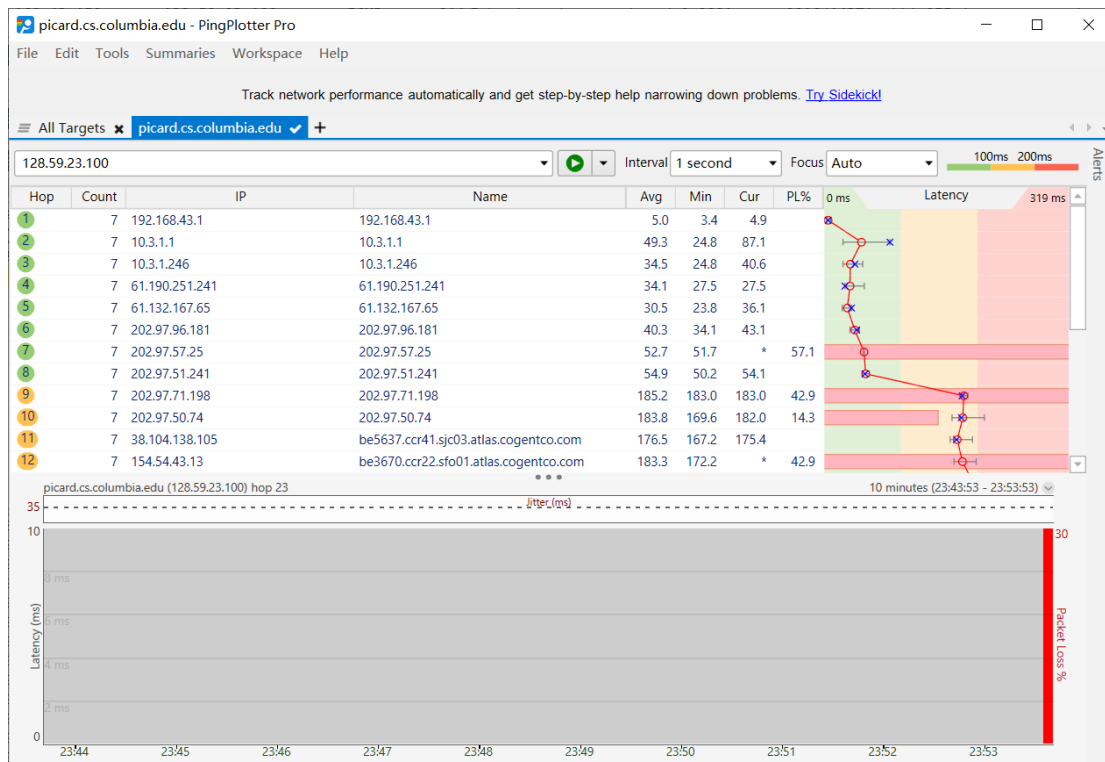 picard.cs.columbia.edu - PingPlotter Pro
File Edit Tools Summaries Workspace Help
Track network performance automatically and get step-by-step help narrowing down problems. Try Sidekick!
All Targets picard.cs.columbia.edu +
128.59.23.100 Interval 1 second Focus Auto 100ms 200ms Alerts
Hop Count IP Name Avg Min Cur PL% 0 ms Latency 319 ms
1 7 192.168.43.1 192.168.43.1 5.0 3.4 4.9
2 7 10.3.1.1 10.3.1.1 49.3 24.8 87.1
3 7 10.3.1.246 10.3.1.246 34.5 24.8 40.6
4 7 61.190.251.241 61.190.251.241 34.1 27.5 27.5
5 7 61.132.167.65 61.132.167.65 30.5 23.8 36.1
6 7 202.97.96.181 202.97.96.181 40.3 34.1 43.1
7 7 202.97.57.25 202.97.57.25 52.7 51.7 * 57.1
8 7 202.97.51.241 202.97.51.241 54.9 50.2 54.1
9 7 202.97.71.198 202.97.71.198 185.2 183.0 183.0 42.9
10 7 202.97.50.74 202.97.50.74 183.8 169.6 182.0 14.3
11 7 38.104.138.105 be5637.ccr41.sjc03.atlas.cogentco.com 176.5 167.2 175.4
12 7 154.54.43.13 be3670.ccr22.sfo01.atlas.cogentco.com 183.3 172.2 * 42.9
picard.cs.columbia.edu (128.59.23.100) hop 23 10 minutes (23:43:53 - 23:53:53)
35 Jitter (ms)
10 30
8 ms
6 ms
4 ms
2 ms
0
Latency (ms)
Packet Loss %
23:44 23:45 23:46 23:47 23:48 23:49 23:50 23:51 23:52 23:53